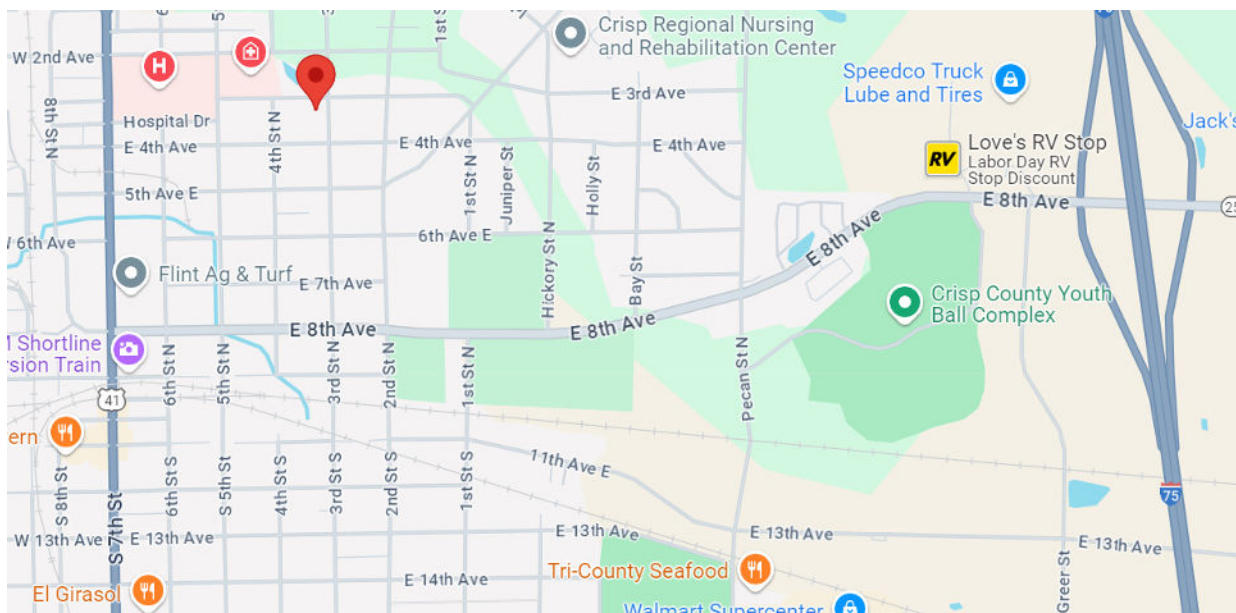 1st St N
Crisp Regional Nursing
and Rehabilitation Center
W 2nd Ave
H
Speedco Truck
Lube and Tires
E 3rd Ave
8th St N
Hospital Dr
4th St N
Jack's
E 4th Ave
E 4th Ave
E 4th Ave
RV
Love's RV Stop
Labor Day RV
Stop Discount
5th Ave E
1st St N
Juniper St
Holly St
E 8th Ave
25
6th Ave E
W 6th Ave
E 8th Ave
Flint Ag & Turf
E 7th Ave
Hickory St N
Bay St
Crisp County Youth
Ball Complex
E 8th Ave
E 8th Ave
M Shortline
rsion Train
6th St N
5th St N
3rd St N
2nd St N
1st St N
Pecan St N
41
ern
11th Ave E
S 8th St
6th St S
S 5th St
4th St S
3rd St S
2nd St S
1st St S
75
S 7th St
W 13th Ave
E 13th Ave
E 13th Ave
E 13th Ave
Tri-County Seafood
E 14th Ave
Greer St
El Girasol
Walmart Supercenter